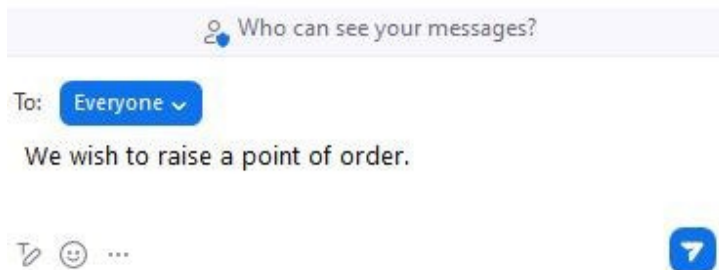 Who can see your messages?
To: Everyone
We wish to raise a point of order.